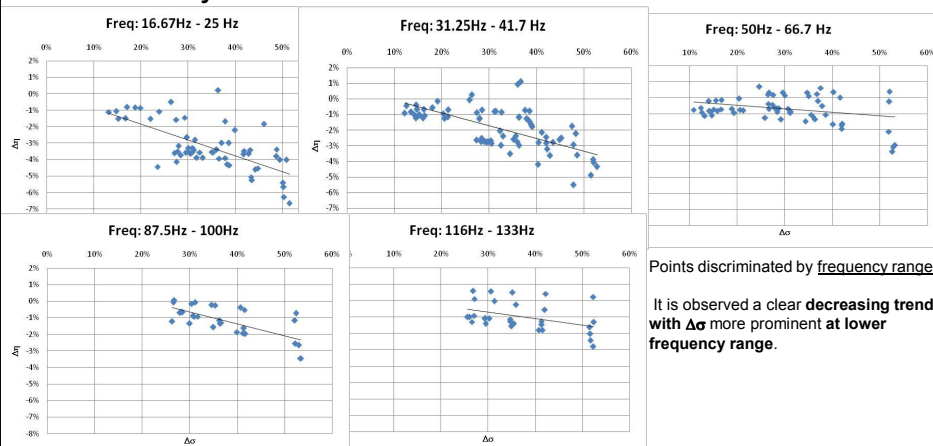 Freq: 16.67Hz - 25 Hz
0% 10% 20% 30% 40% 50%
2%
1%
0%
-1%
-2%
-3%
-4%
-5%
-6%
-7%
Δη
Freq: 31.25Hz - 41.7 Hz
0% 10% 20% 30% 40% 50% 60%
2%
1%
0%
-1%
-2%
-3%
-4%
-5%
-6%
-7%
Δη
Freq: 50Hz - 66.7 Hz
10% 20% 30% 40% 50% 60%
Δσ
Freq: 87.5Hz - 100Hz
0% 10% 20% 30% 40% 50% 60%
2%
1%
0%
-1%
-2%
-3%
-4%
-5%
-6%
-7%
-8%
Δη
Δσ
Freq: 116Hz - 133Hz
10% 20% 30% 40% 50% 60%
Δσ
Points discriminated by frequency range
It is observed a clear decreasing trend
with Δσ more prominent at lower
frequency range.